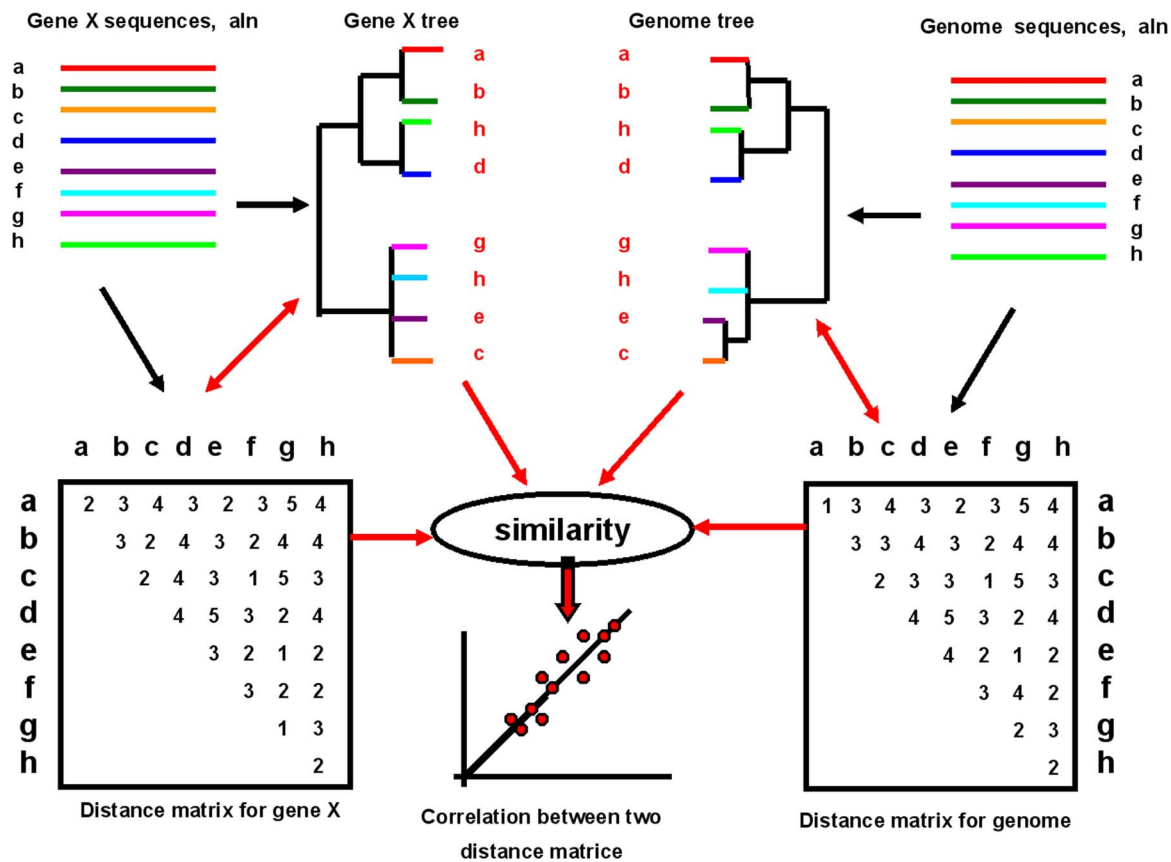 Gene X sequences, aln
Gene X tree
Genome tree
Genome sequences, aln
a
b
c
d
e
f
g
h
a
b
h
d
g
h
e
c
a
b
h
d
g
h
e
c
a
b
c
d
e
f
g
h
a b c d e f g h
a 2 3 4 3 2 3 5 4
b 3 2 4 3 2 4 4
c 2 4 3 1 5 3
d 4 5 3 2 4
e 3 2 1 2
f 3 2 2
g 1 3
h 2
Distance matrix for gene X
similarity
Correlation between two
distance matrice
a b c d e f g h
1 3 4 3 2 3 5 4 a
3 3 4 3 2 4 4 b
2 3 3 1 5 3 c
4 5 3 2 4 d
4 2 1 2 e
3 4 2 f
2 3 g
2 h
Distance matrix for genome